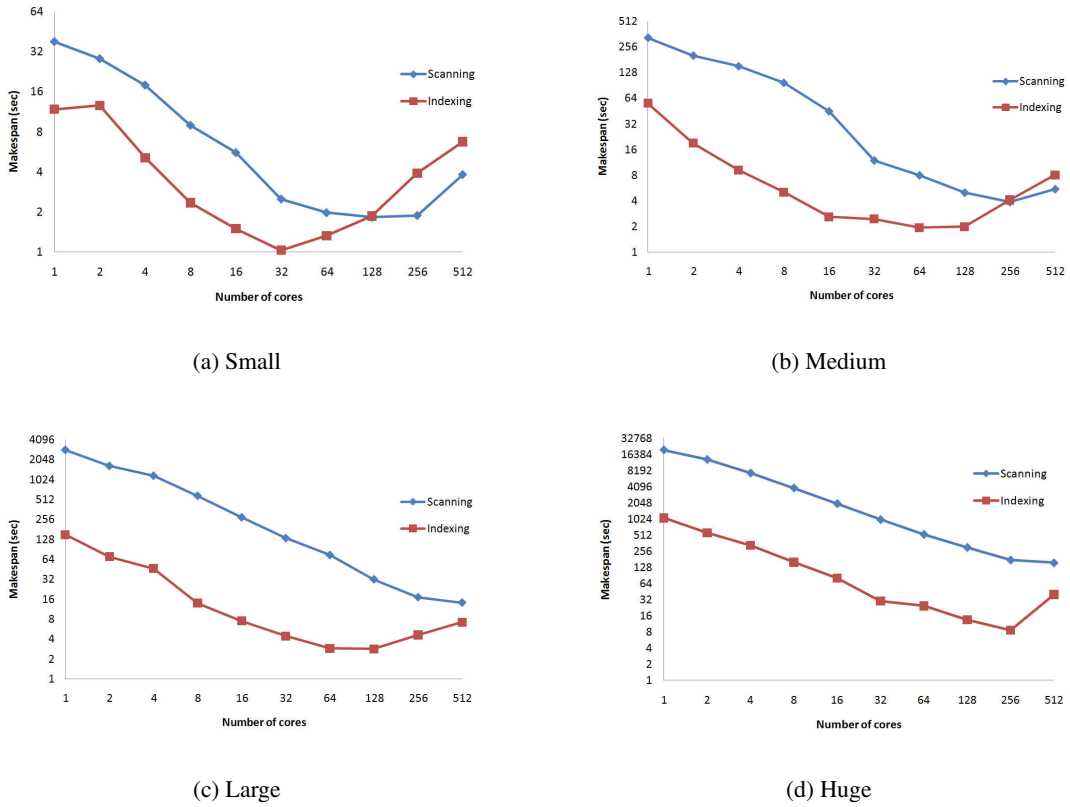 64
32
16
8
4
2
1
Makespan (sec)
1 2 4 8 16 32 64 128 256 512
Number of cores
Scanning
Indexing
(a) Small
512
256
128
64
32
16
8
4
2
1
Makespan (sec)
1 2 4 8 16 32 64 128 256 512
Number of cores
Scanning
Indexing
(b) Medium
4096
2048
1024
512
256
128
64
32
16
8
4
2
1
Makespan (sec)
1 2 4 8 16 32 64 128 256 512
Number of cores
Scanning
Indexing
(c) Large
32768
16384
8192
4096
2048
1024
512
256
128
64
32
16
8
4
2
1
Makespan (sec)
1 2 4 8 16 32 64 128 256 512
Number of cores
Scanning
Indexing
(d) Huge